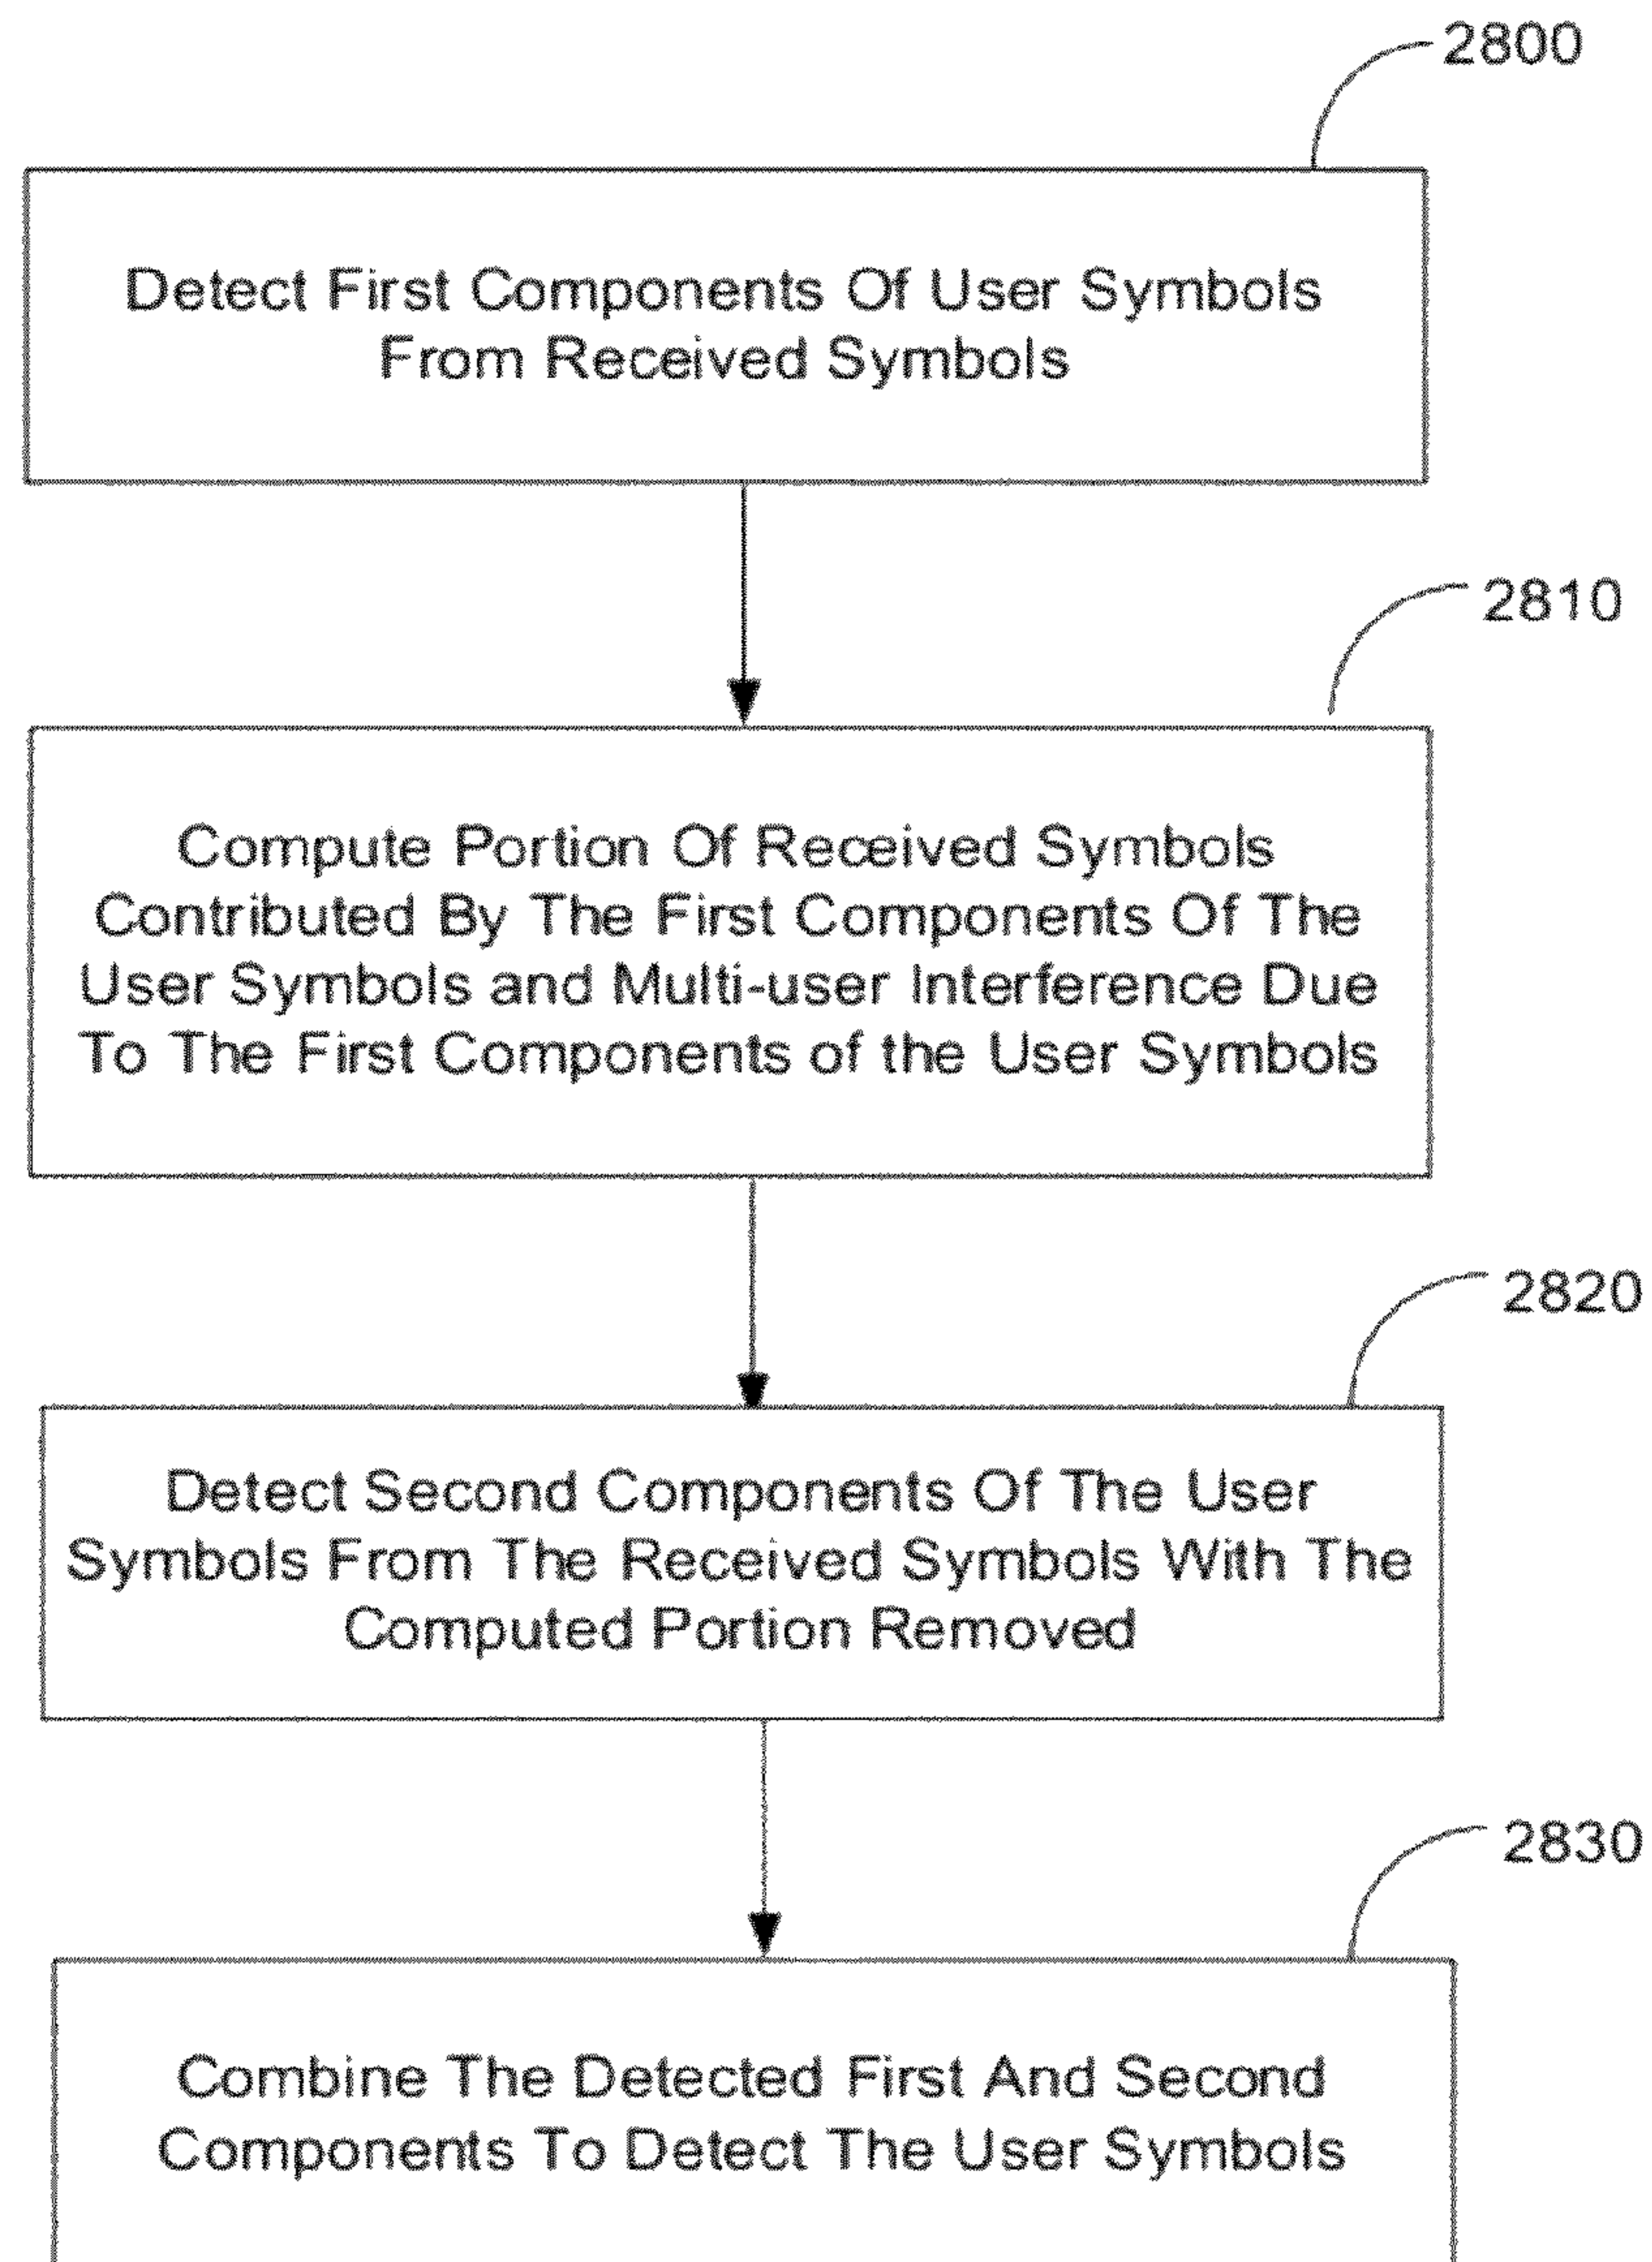 2800
Detect First Components Of User Symbols
From Received Symbols
2810
Compute Portion Of Received Symbols
Contributed By The First Components Of The
User Symbols and Multi-user Interference Due
To The First Components of the User Symbols
2820
Detect Second Components Of The User
Symbols From The Received Symbols With The
Computed Portion Removed
2830
Combine The Detected First And Second
Components To Detect The User Symbols